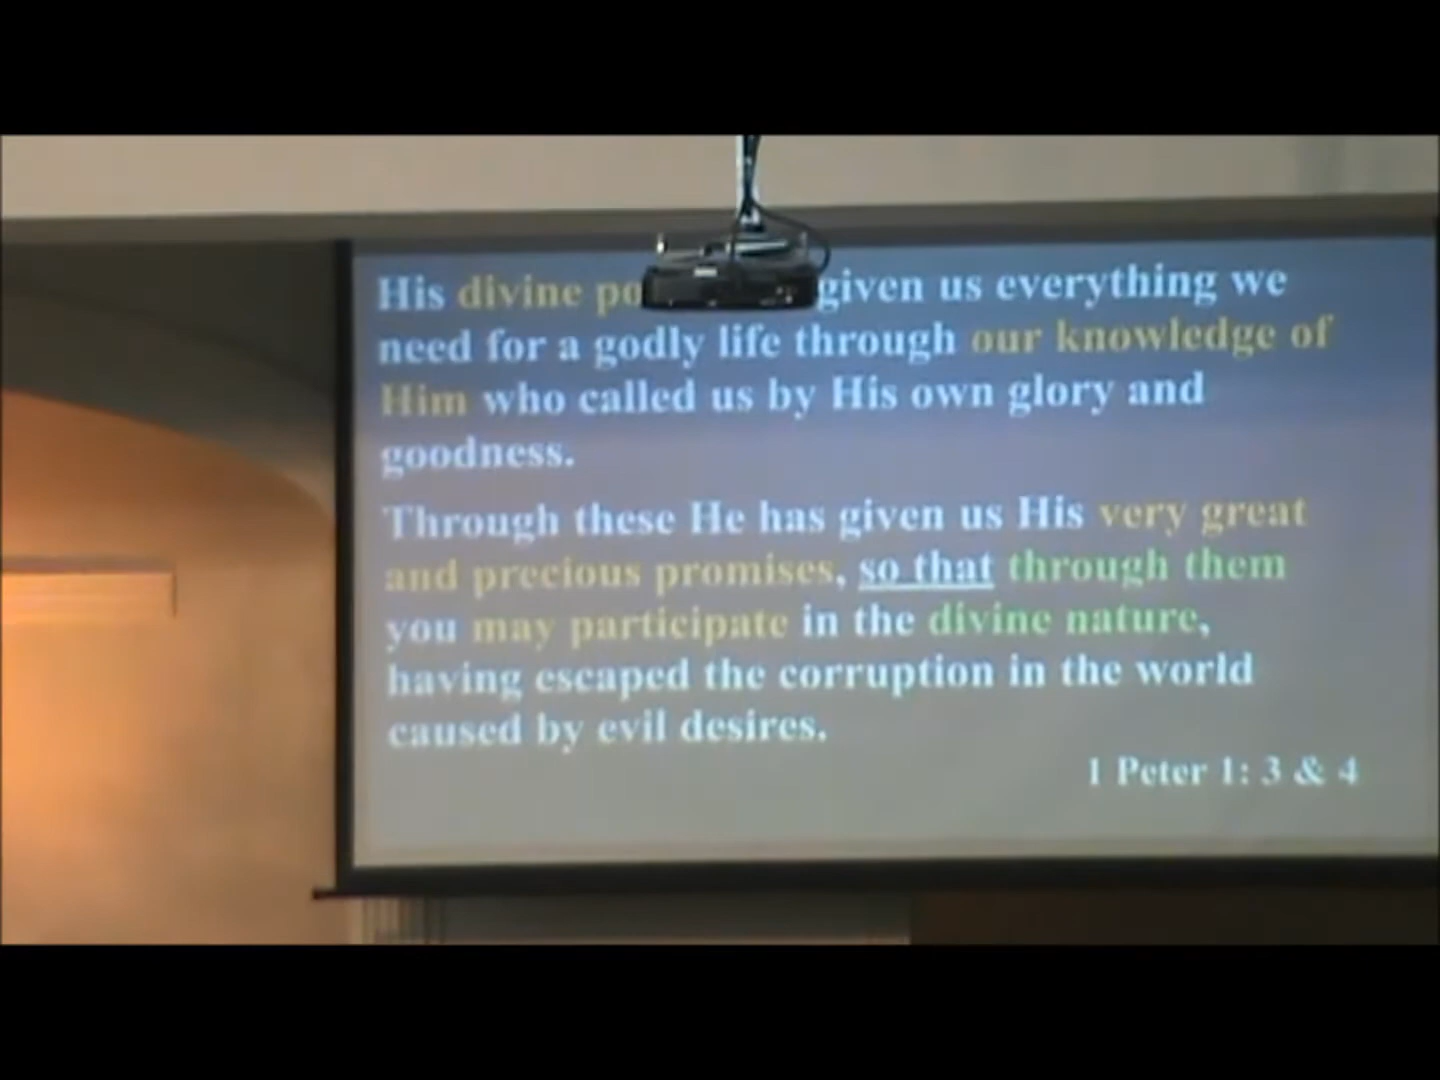 His divine po given us everything we
need for a godly life through our knowledge of
Him who called us by His own glory and
goodness.
Through these He has given us His very great
and precious promises, so that through them
you may participate in the divine nature,
having escaped the corruption in the world
caused by evil desires.
1 Peter 1: 3 & 4